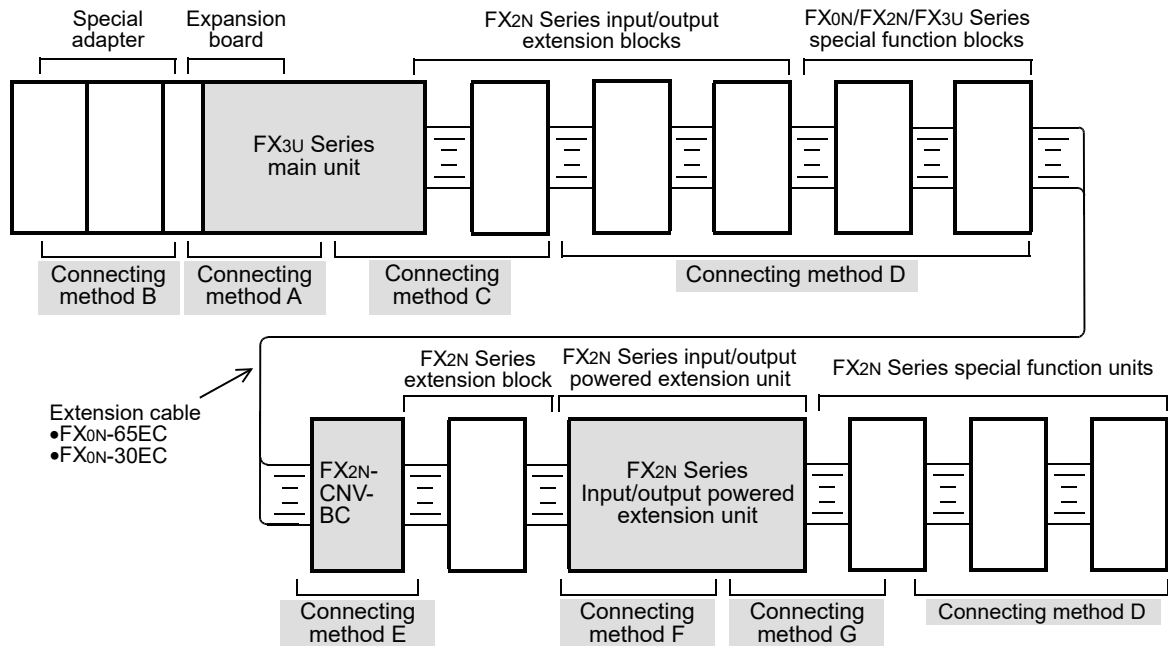 Special
adapter
Expansion
board
FX2N Series input/output
extension blocks
FX0N/FX2N/FX3U Series
special function blocks
FX3U Series
main unit
Connecting
method B
Connecting
method A
Connecting
method C
Connecting method D
Extension cable
•FX0N-65EC
•FX0N-30EC
FX2N Series
extension block
FX2N Series input/output
powered extension unit
FX2N Series special function units
FX2N-
CNV-
BC
FX2N Series
Input/output powered
extension unit
Connecting
method E
Connecting
method F
Connecting
method G
Connecting method D